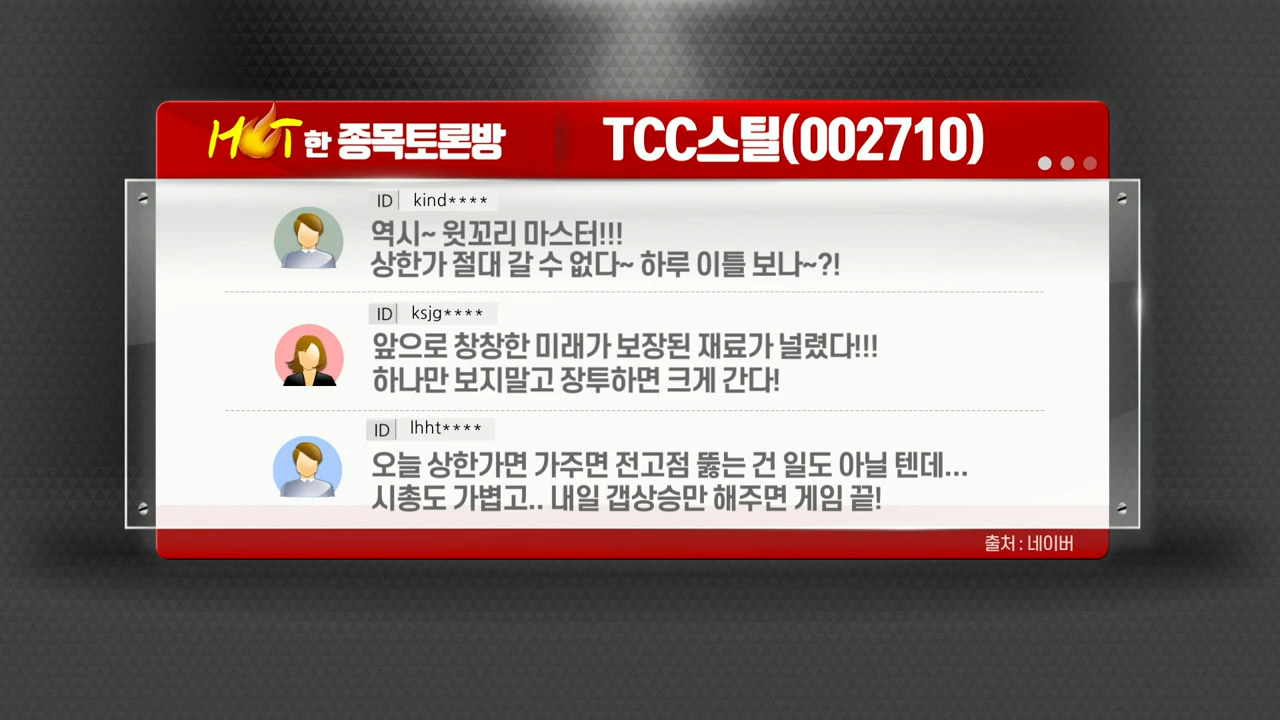 HOT한 종목토론방
TCC스틸(002710)
ID kind****
역시~ 윗꼬리 마스터!!!
상한가 절대 갈 수 없다~ 하루 이틀 보나~?!
ID ksjg****
앞으로 창창한 미래가 보장된 재료가 널렸다!!!
하나만 보지말고 장투하면 크게 간다!
ID lhht****
오늘 상한가면 가주면 전고점 뚫는 건 일도 아닐 텐데...
시총도 가볍고.. 내일 갭상승만 해주면 게임 끝!
출처 : 네이버